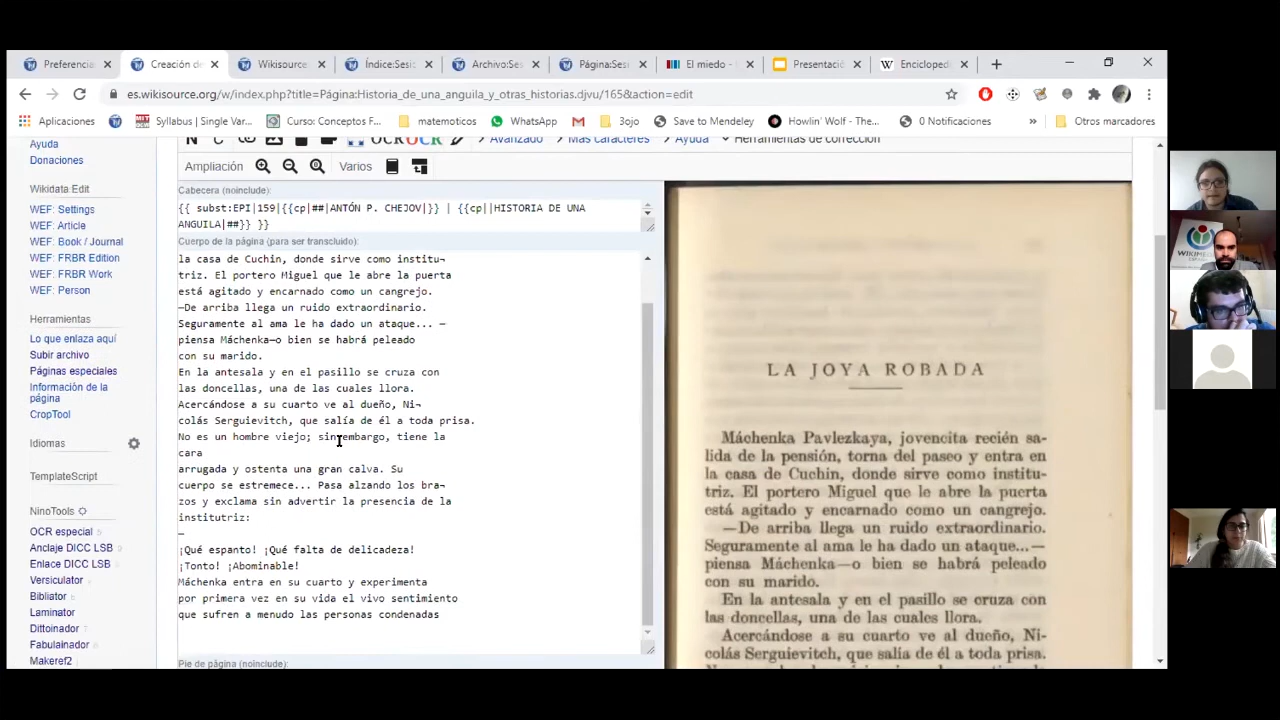 Preferencia
Creación de
Wikisource:
Índice:Sesi
Archivo:Ses
Página:Sesi
El miedo -
Presentació
Encicloped
es.wikisource.org/w/index.php?title=Página:Historia_de_una_anguila_y_otras_historias.djvu/165&action=edit
Aplicaciones
Syllabus | Single Var...
Curso: Conceptos F...
matemoticos
WhatsApp
3ojo
Save to Mendeley
Howlin' Wolf - The...
0 Notificaciones
»
Otros marcadores
Ayuda
Donaciones
Wikidata Edit
WEF: Settings
WEF: Article
WEF: Book / Journal
WEF: FRBR Edition
WEF: FRBR Work
WEF: Person
Herramientas
Lo que enlaza aquí
Subir archivo
Páginas especiales
Información de la
página
CropTool
Idiomas
TemplateScript
NinoTools
OCR especial
Anclaje DICC LSB
Enlace DICC LSB
Versiculator
Bibliator
Laminator
Dittoinador
Fabulainador
Makeref2
N C OCR OCR Avanzado Más caracteres Ayuda Herramientas de corrección
Ampliación
Varios
Cabecera (noinclude):
{{ subst:EPI|159|{{cp|##|ANTÓN P. CHEJOV|}} | {{cp||HISTORIA DE UNA
ANGUILA|##}} }}
Cuerpo de la página (para ser transcluido):
la casa de Cuchin, donde sirve como institu¬
triz. El portero Miguel que le abre la puerta
está agitado y encarnado como un cangrejo.
—De arriba llega un ruido extraordinario.
Seguramente al ama le ha dado un ataque... —
piensa Máchenka—o bien se habrá peleado
con su marido.
En la antesala y en el pasillo se cruza con
las doncellas, una de las cuales llora.
Acercándose a su cuarto ve al dueño, Ni¬
colás Serguievitch, que salía de él a toda prisa.
No es un hombre viejo; sin embargo, tiene la
cara
arrugada y ostenta una gran calva. Su
cuerpo se estremece... Pasa alzando los bra¬
zos y exclama sin advertir la presencia de la
institutriz:
—
¡Qué espanto! ¡Qué falta de delicadeza!
¡Tonto! ¡Abominable!
Máchenka entra en su cuarto y experimenta
por primera vez en su vida el vivo sentimiento
que sufren a menudo las personas condenadas
Pie de página (noinclude):
LA JOYA ROBADA
Máchenka Pavlezkaya, jovencita recién sa-
lida de la pensión, torna del paseo y entra en
la casa de Cuchin, donde sirve como institu-
triz. El portero Miguel que le abre la puerta
está agitado y encarnado como un cangrejo.
—De arriba llega un ruido extraordinario.
Seguramente al ama le ha dado un ataque...—
piensa Máchenka—o bien se habrá peleado
con su marido.
En la antesala y en el pasillo se cruza con
las doncellas, una de las cuales llora.
Acercándose a su cuarto ve al dueño, Ni-
colás Serguievitch, que salía de él a toda prisa.